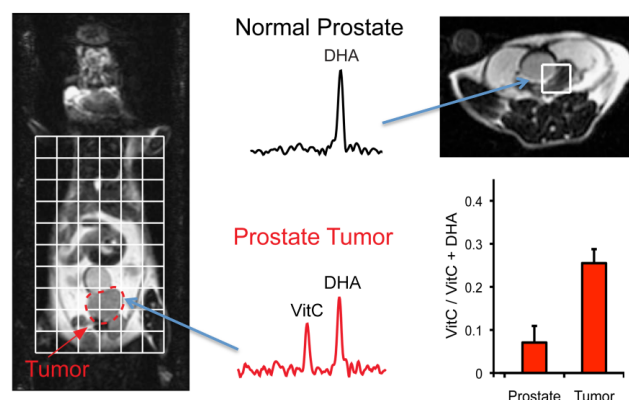 Normal Prostate
DHA
Prostate Tumor
DHA
VitC
Tumor
VitC / VitC + DHA
0.4
0.3
0.2
0.1
0
Prostate Tumor